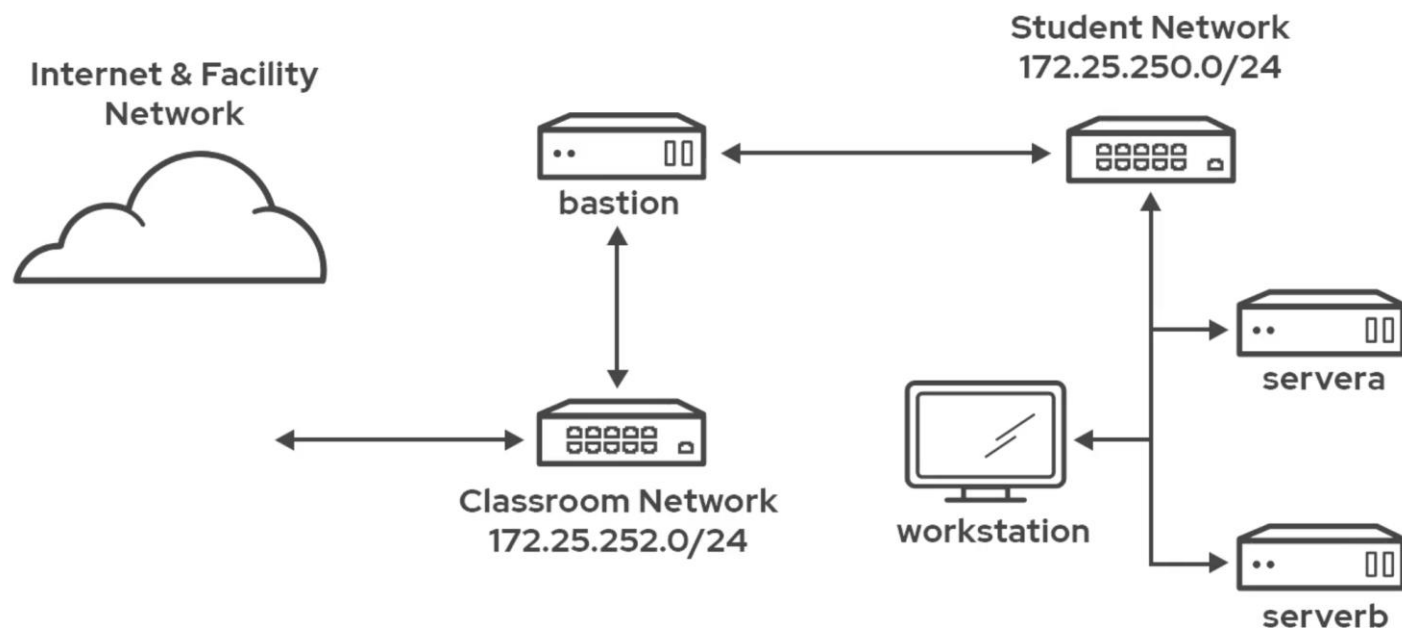 Internet & Facility
Network
Student Network
172.25.250.0/24
bastion
servera
workstation
Classroom Network
172.25.252.0/24
serverb